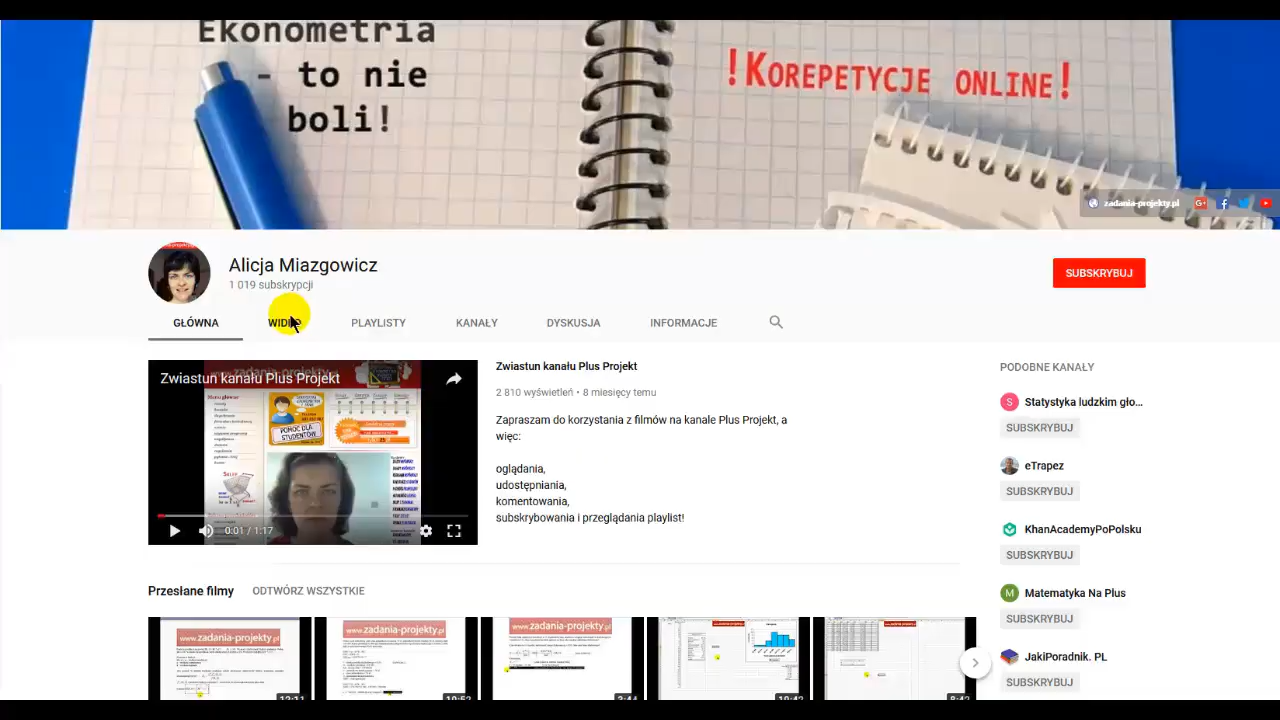 Ekonometria
- to nie
boli!
!Korepetycje online!
zadania-projekty.pl
Alicja Miazgowicz
1 019 subskrypcji
SUBSKRYBUJ
GŁÓWNA
PLAYLISTY
KANAŁY
DYSKUSJA
INFORMACJE
Zwiastun kanału Plus Projekt
POMOC DLA
STUDENTÓW
0:01 / 1:17
Zwiastun kanału Plus Projekt
2 810 wyświetleń • 8 miesięcy temu
Zapraszam do korzystania z filmów na kanale Plus Projekt, a
więc:
oglądania,
udostępniania,
komentowania,
subskrybowania i przeglądania playlist!
PODOBNE KANAŁY
Statystyka ludzkim gło...
SUBSKRYBUJ
eTrapez
SUBSKRYBUJ
KhanAcademyPoPolsku
SUBSKRYBUJ
Matematyka Na Plus
SUBSKRYBUJ
JakiPoradnik. PL
SUBSKRYBUJ
Przesłane filmy
ODTWÓRZ WSZYSTKIE
www.zadania-projekty.pl
www.zadania-projekty.pl
www.zadania-projekty.pl